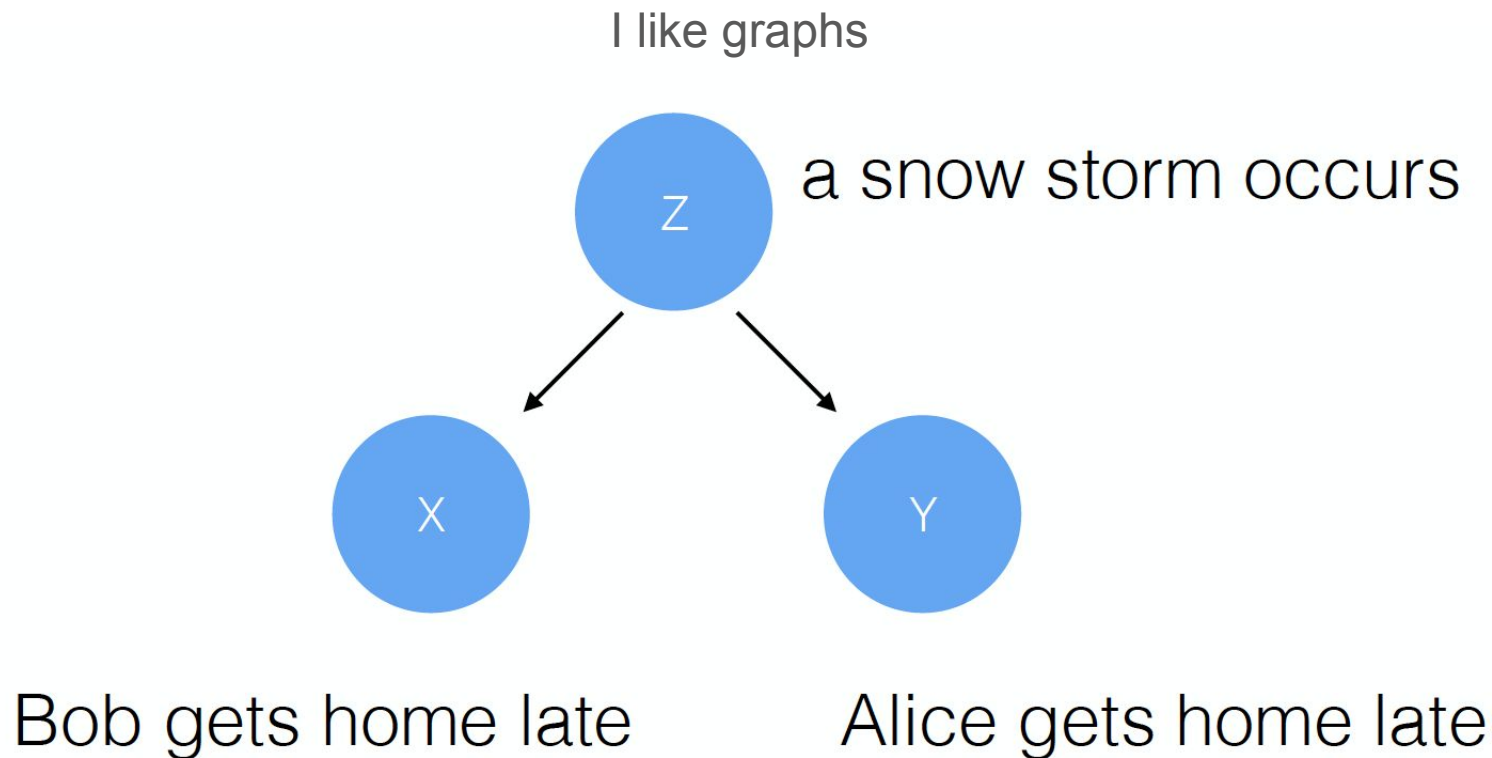 I like graphs
Z
a snow storm occurs
X
Y
Bob gets home late
Alice gets home late